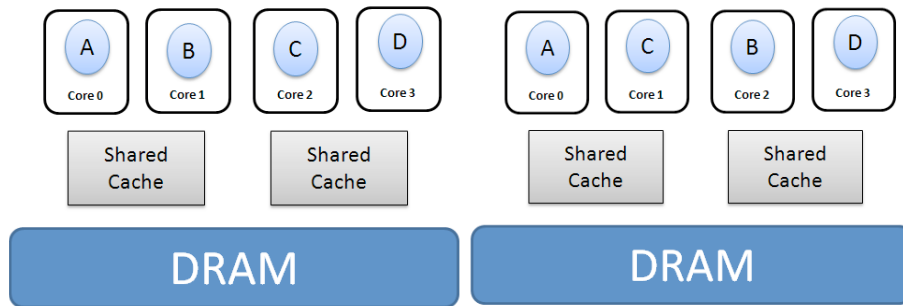 A
B
C
D
Core 0
Core 1
Core 2
Core 3
Shared
Cache
Shared
Cache
DRAM
A
C
B
D
Core 0
Core 1
Core 2
Core 3
Shared
Cache
Shared
Cache
DRAM